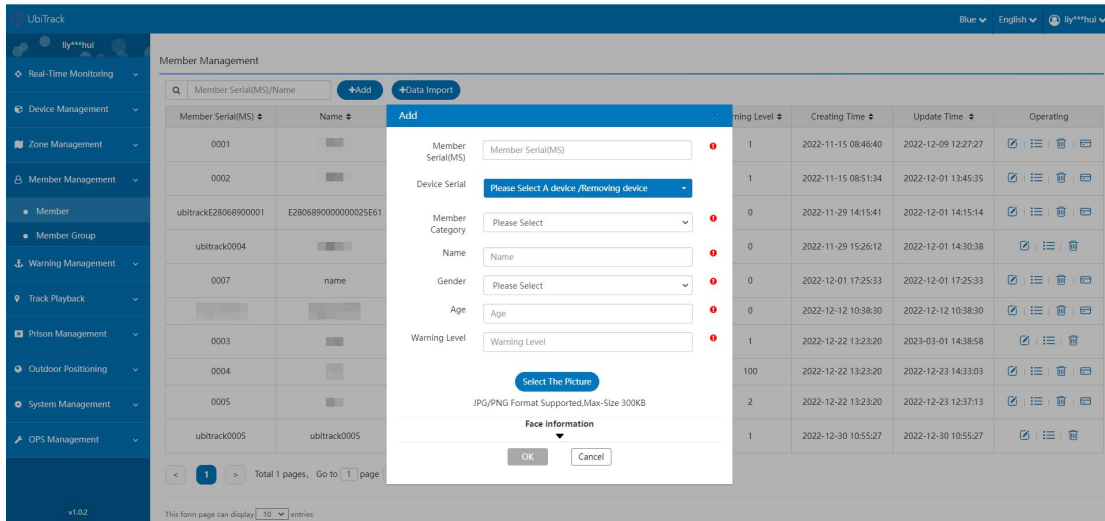 UbiTrack
Blue English liy***hui
liy***hui
Real-Time Monitoring
Device Management
Zone Management
Member Management
Member
Member Group
Warning Management
Track Playback
Prison Management
Outdoor Positioning
System Management
OPS Management
v1.0.2
Member Management
Member Serial(MS)/Name +Add +Data Import
Member Serial(MS) Name rning Level Creating Time Update Time Operating
0001 1 2022-11-15 08:46:40 2022-12-09 12:27:27
0002 1 2022-11-15 08:51:34 2022-12-01 13:45:35
ubitrackE28068900001 E2806890000000025E61 0 2022-11-29 14:15:41 2022-12-01 14:15:14
ubitrack0004 0 2022-11-29 15:26:12 2022-12-01 14:30:38
0007 name 0 2022-12-01 17:25:33 2022-12-01 17:25:33
0 2022-12-12 10:38:30 2022-12-12 10:38:30
0003 1 2022-12-22 13:23:20 2023-03-01 14:38:58
0004 100 2022-12-22 13:23:20 2022-12-23 14:33:03
0005 2 2022-12-22 13:23:20 2022-12-23 12:37:13
ubitrack0005 ubitrack0005 1 2022-12-30 10:55:27 2022-12-30 10:55:27
< 1 > Total 1 pages, Go to 1 page
This form page can display 10 entries
Add ×
Member Serial(MS) Member Serial(MS)
Device Serial Please Select A device /Removing device
Member Category Please Select
Name Name
Gender Please Select
Age Age
Warning Level Warning Level
Select The Picture
JPG/PNG Format Supported,Max-Size 300KB
Face information
OK Cancel